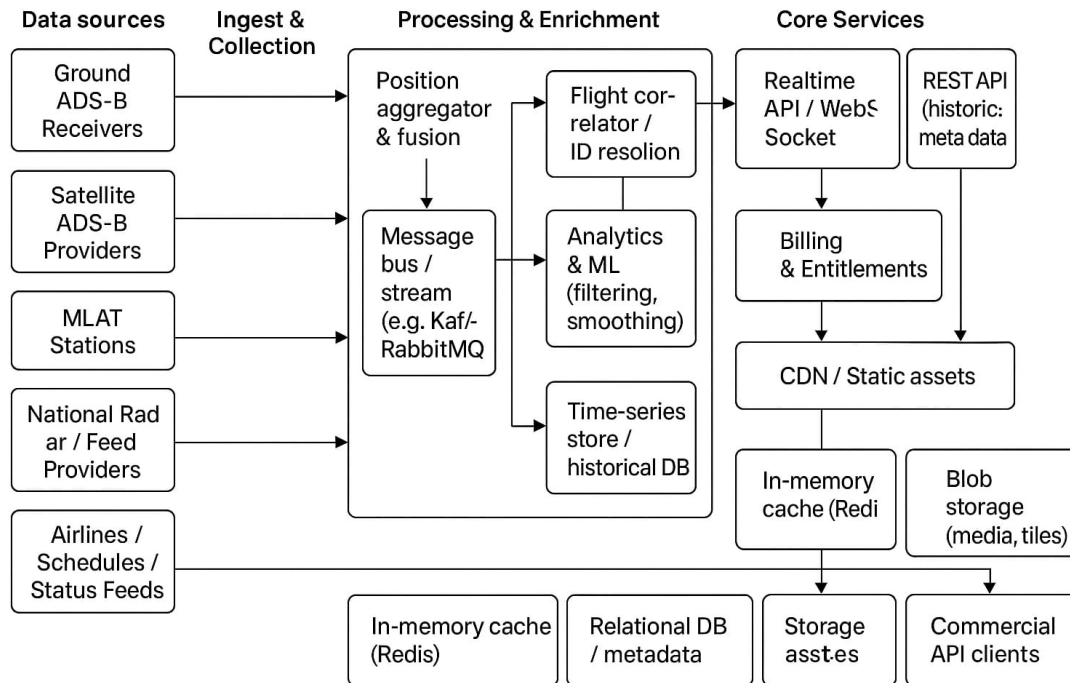 Data sources
Ingest &
Collection
Processing & Enrichment
Core Services
Ground
ADS-B
Receivers
Satellite
ADS-B
Providers
MLAT
Stations
National Rad
ar / Feed
Providers
Airlines /
Schedules /
Status Feeds
Position
aggregator
& fusion
Message
bus /
stream
(e.g. Kaf/-
RabbitMQ
Flight cor-
relator /
ID resolion
Analytics
& ML
(filtering,
smoothing)
Time-series
store /
historical DB
Realtime
API / WebS
Socket
REST API
(historic:
meta data
Billing
& Entitlements
CDN / Static assets
In-memory
cache (Redi
Blob
storage
(media, tiles)
In-memory cache
(Redis)
Relational DB
/ metadata
Storage
Commercial
API clients